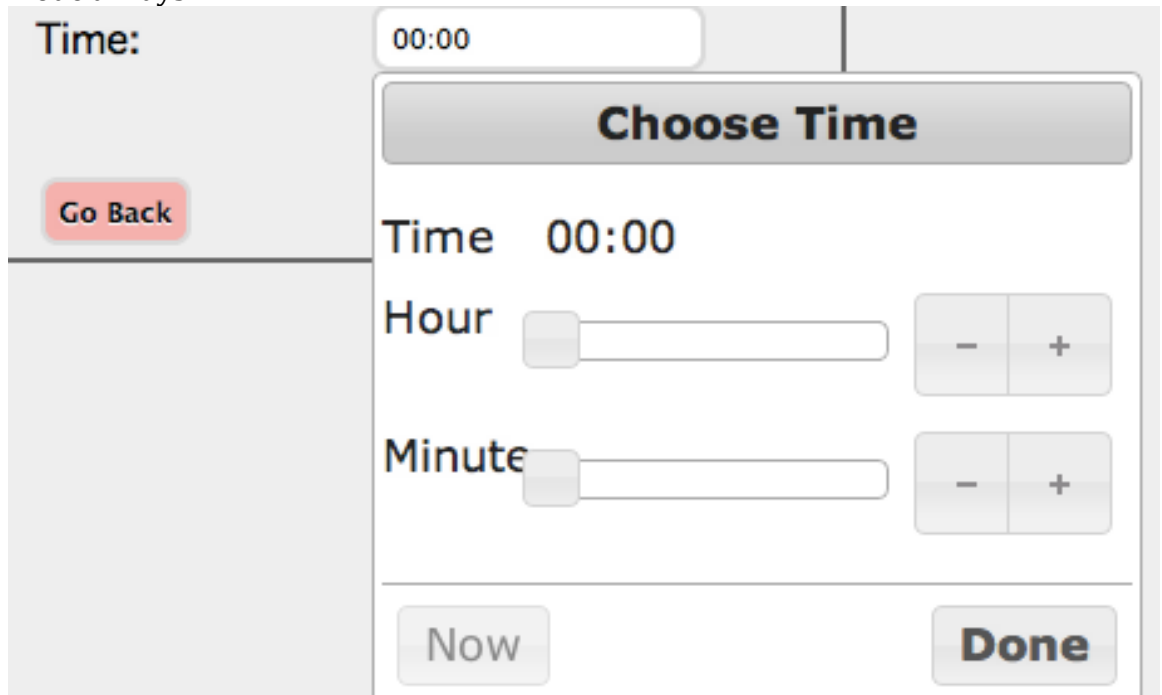 Time:
00:00
Choose Time
Go Back
Time 00:00
Hour
- +
Minute
- +
Now
Done